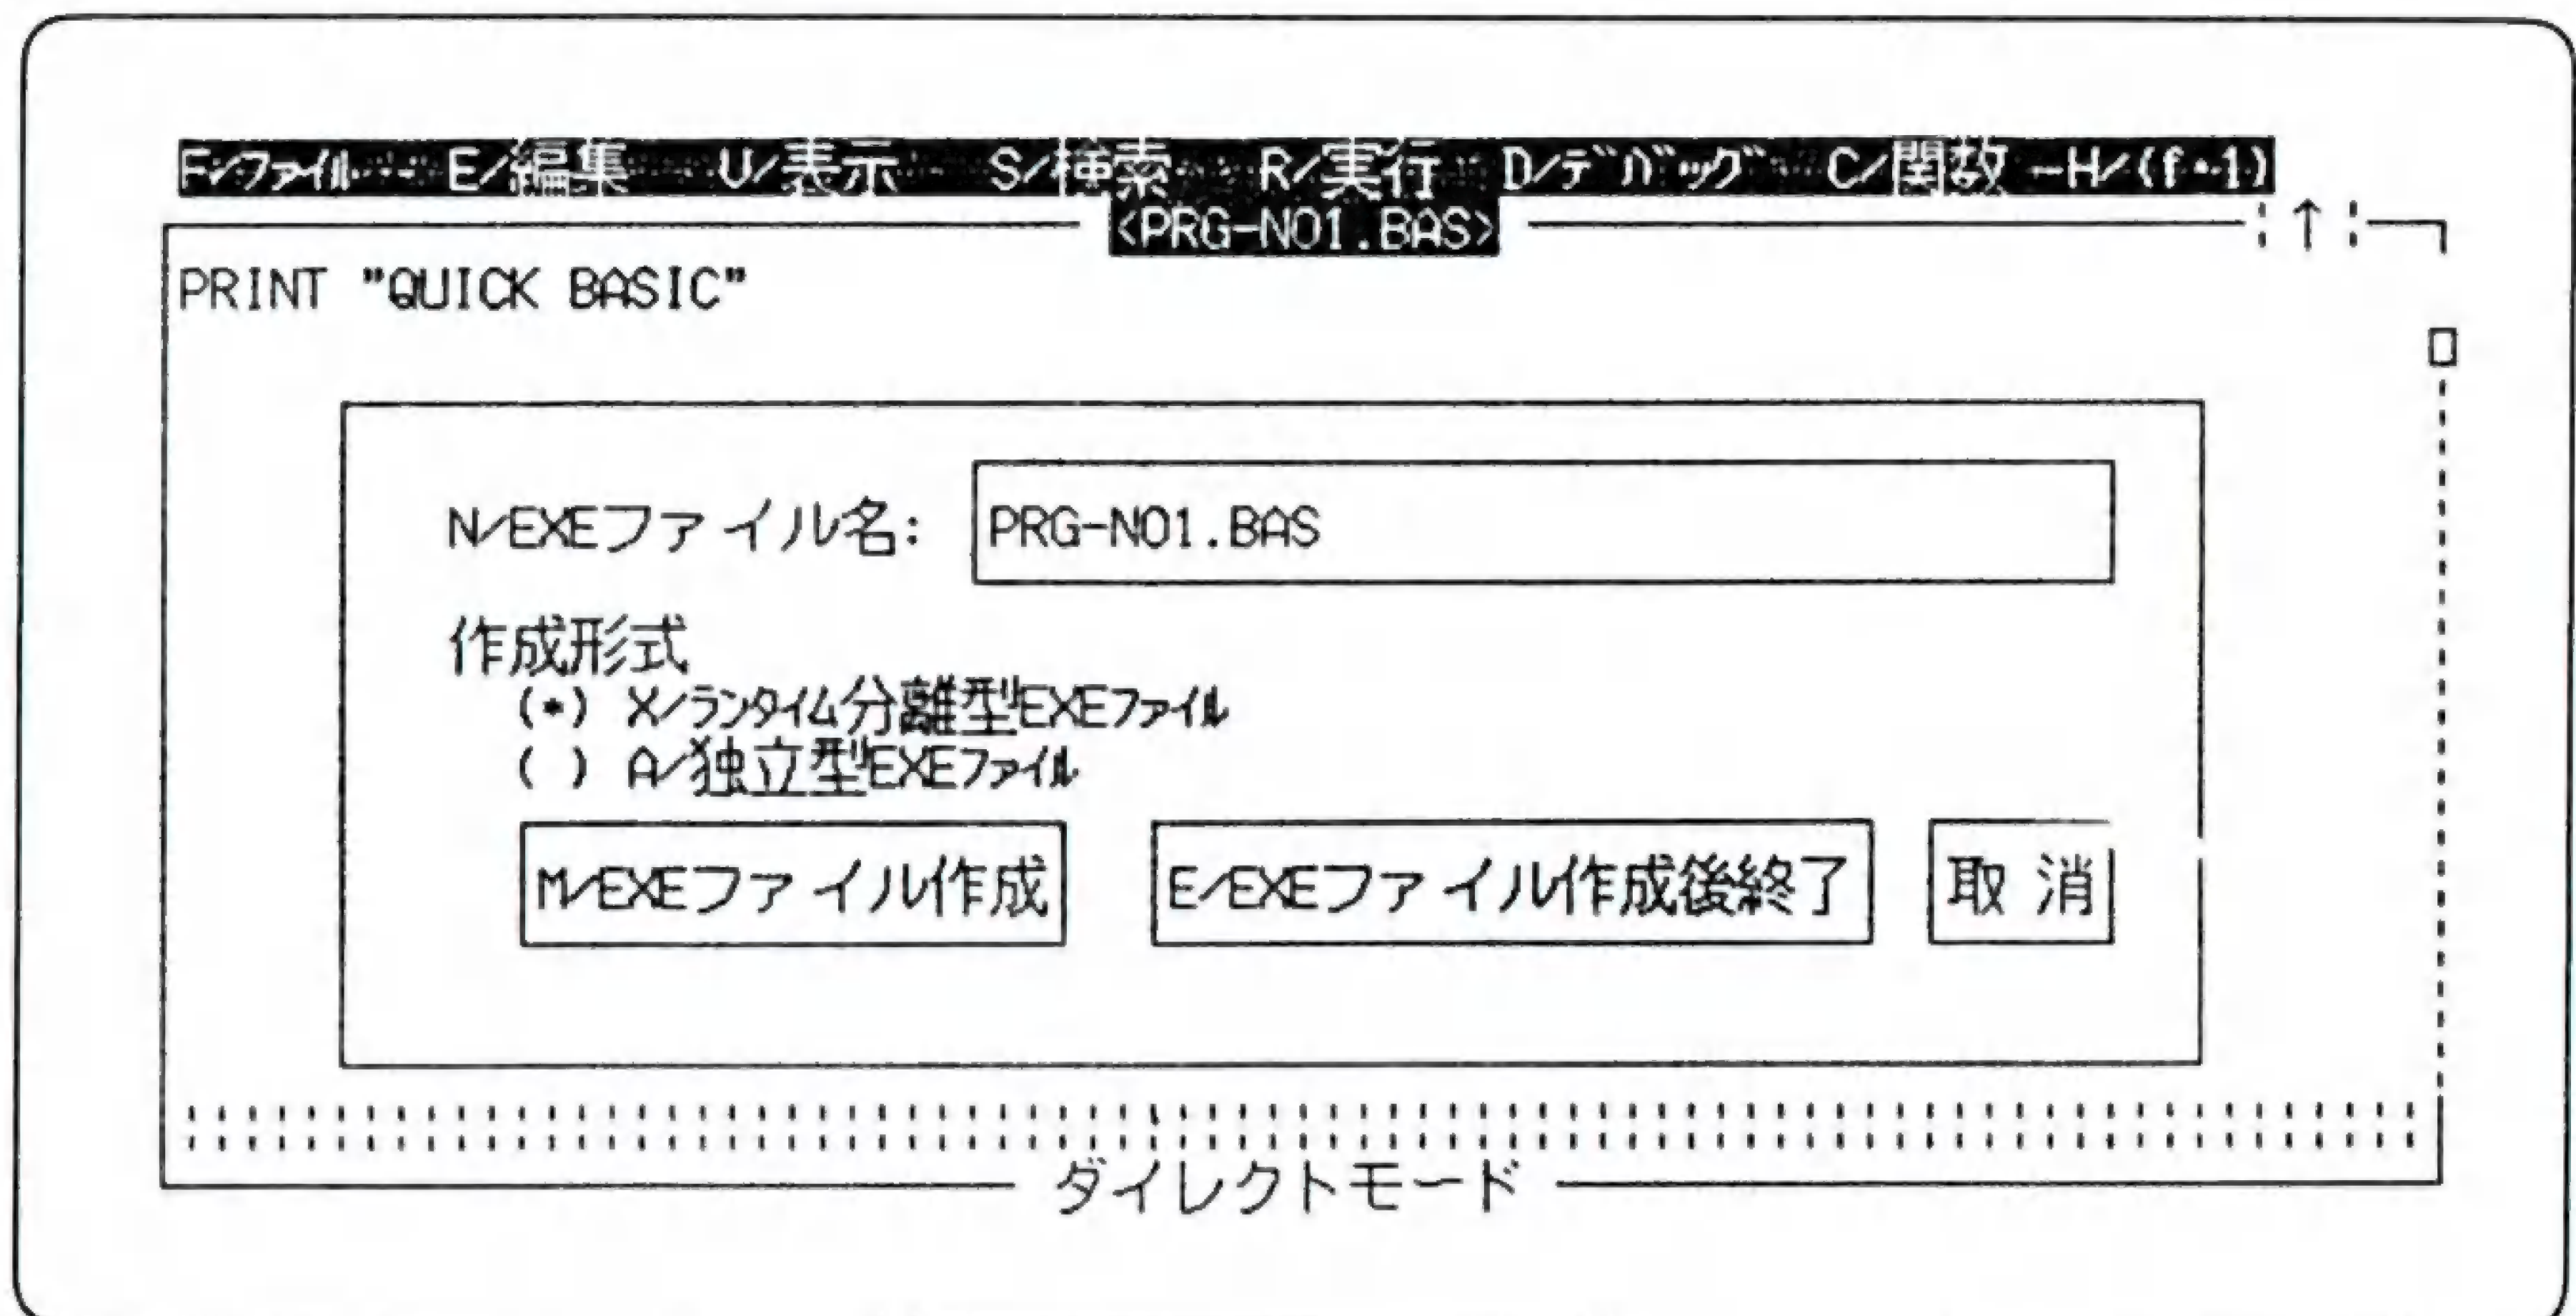 F/ファイル E/編集 U/表示 S/検索 R/実行 D/デバッグ C/関数 H/(f・1)
<PRG-NO1.BAS> ↑
PRINT "QUICK BASIC"
N/EXEファイル名: PRG-NO1.BAS
作成形式
(*) X/ランタイム分離型EXEファイル
( ) A/独立型EXEファイル
M/EXEファイル作成 E/EXEファイル作成後終了 取 消
ダイレクトモード